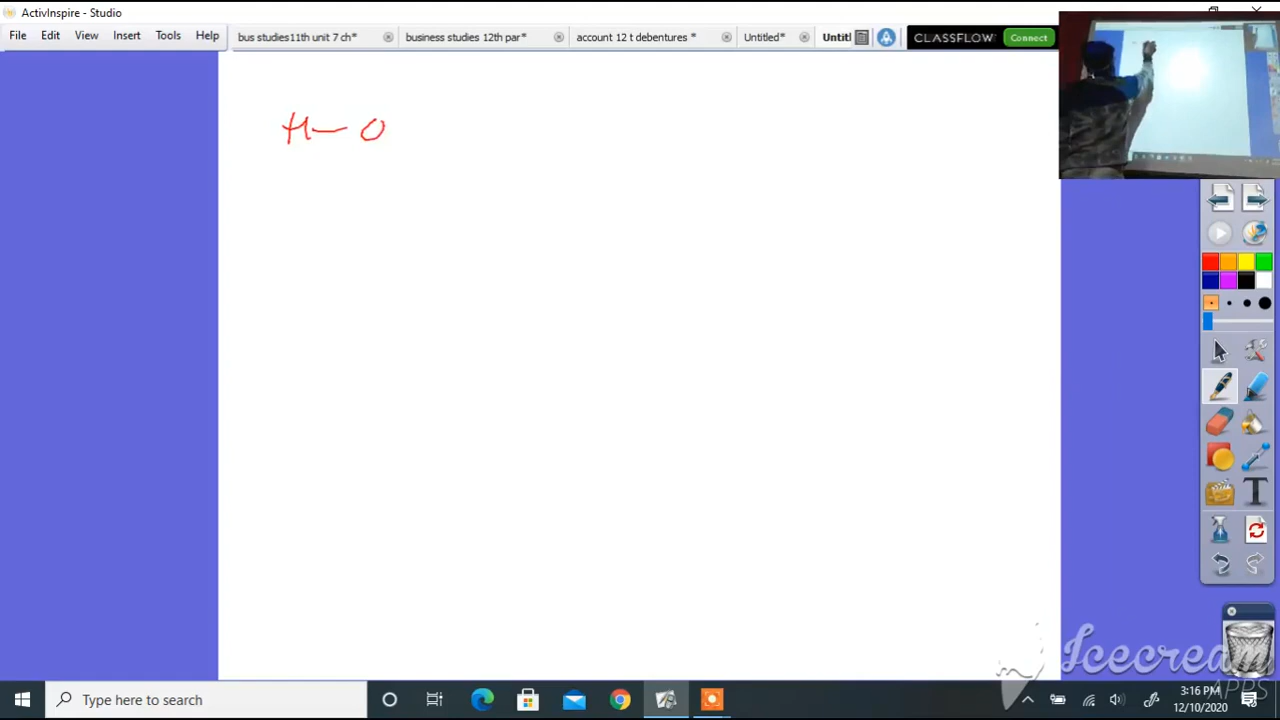 ActivInspire - Studio
File Edit View Insert Tools Help bus studies11th unit 7 ch* business studies 12th par* account 12 t debentures * Untitled* Untitl CLASSFLOW Connect
H—O
T
Icecream
APPS
Type here to search
3:16 PM
12/10/2020